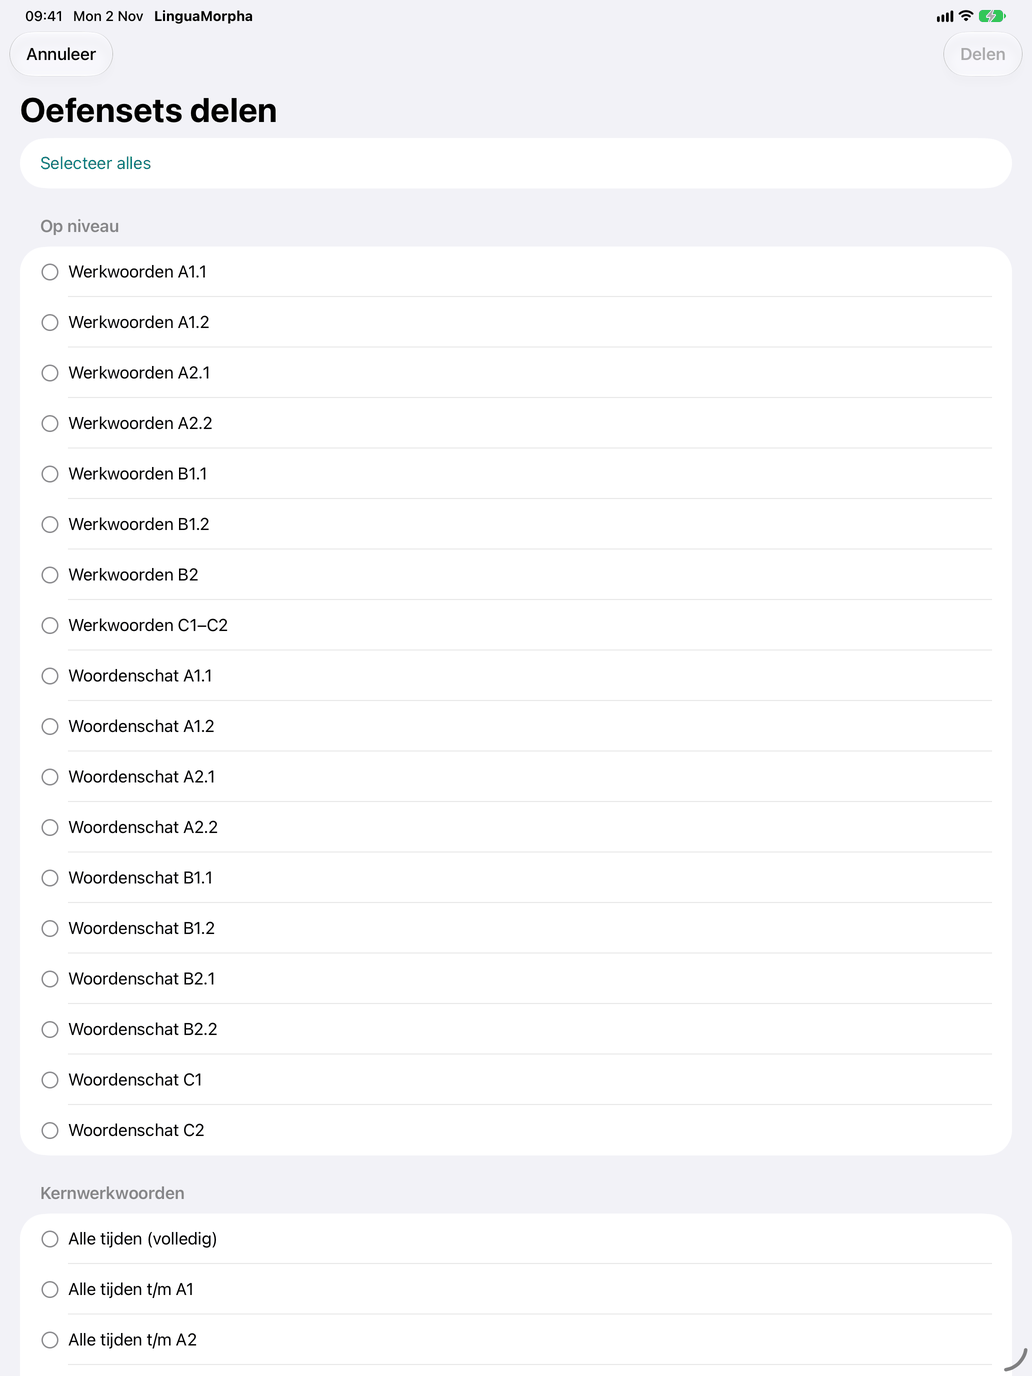 09:41 Mon 2 Nov LinguaMorpha
Annuleer
Delen
Oefensets delen
Selecteer alles
Op niveau
Werkwoorden A1.1
Werkwoorden A1.2
Werkwoorden A2.1
Werkwoorden A2.2
Werkwoorden B1.1
Werkwoorden B1.2
Werkwoorden B2
Werkwoorden C1–C2
Woordenschat A1.1
Woordenschat A1.2
Woordenschat A2.1
Woordenschat A2.2
Woordenschat B1.1
Woordenschat B1.2
Woordenschat B2.1
Woordenschat B2.2
Woordenschat C1
Woordenschat C2
Kernwerkwoorden
Alle tijden (volledig)
Alle tijden t/m A1
Alle tijden t/m A2